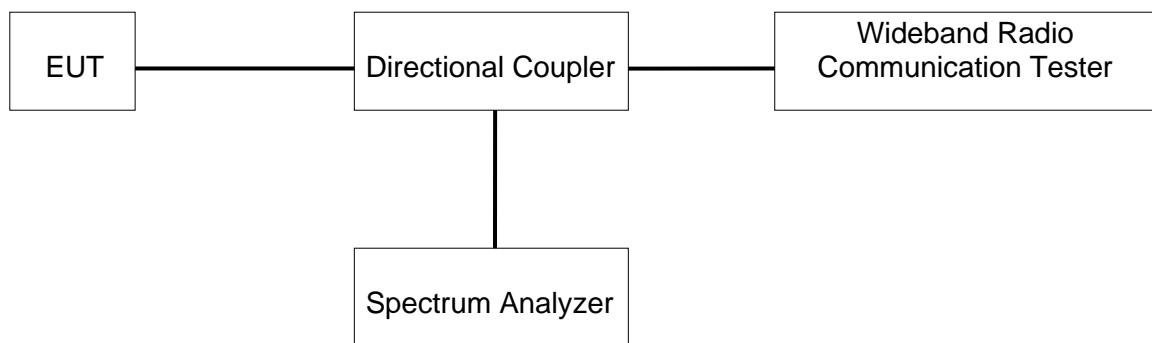 EUT
Directional Coupler
Wideband Radio
Communication Tester
Spectrum Analyzer